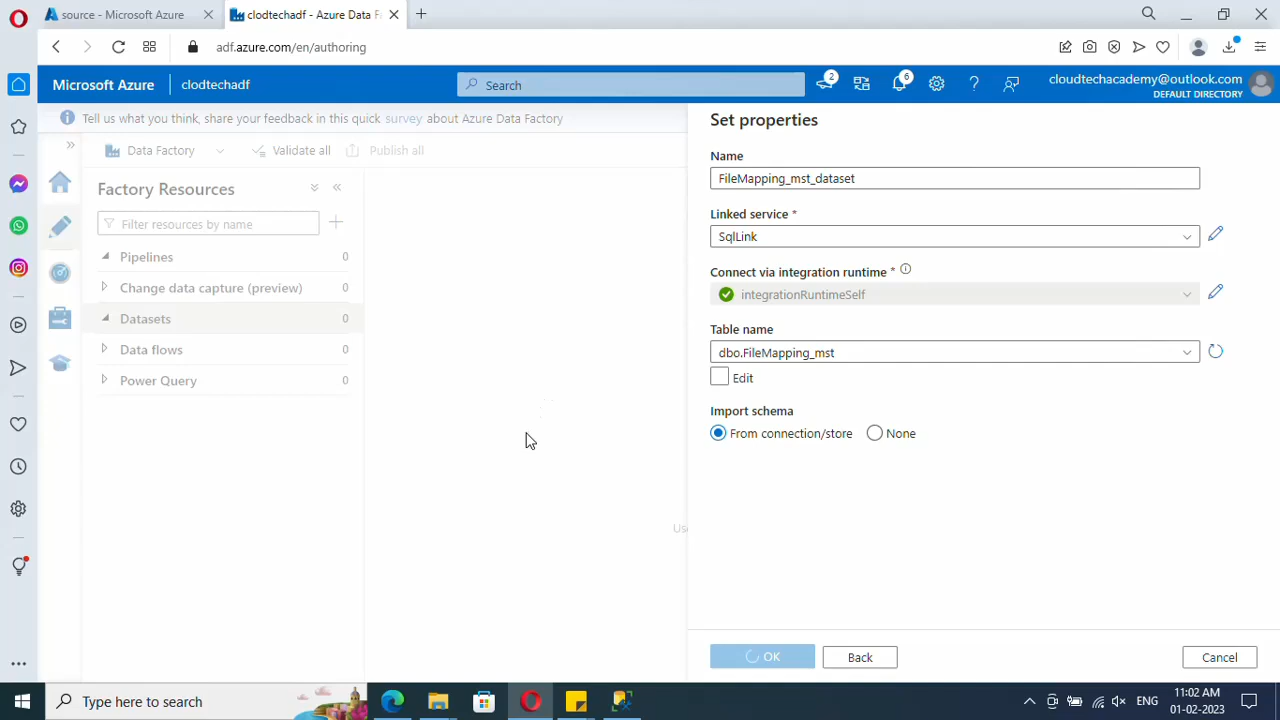 source - Microsoft Azure
clodtechadf - Azure Data F
adf.azure.com/en/authoring
Microsoft Azure
clodtechadf
Search
2
6
cloudtechacademy@outlook.com
DEFAULT DIRECTORY
Tell us what you think, share your feedback in this quick survey about Azure Data Factory
Data Factory
Validate all
Publish all
Factory Resources
Filter resources by name
Pipelines 0
Change data capture (preview) 0
Datasets 0
Data flows 0
Power Query 0
Use
Set properties
Name
FileMapping_mst_dataset
Linked service *
SqlLink
Connect via integration runtime *
integrationRuntimeSelf
Table name
dbo.FileMapping_mst
Edit
Import schema
From connection/store
None
OK
Back
Cancel
Type here to search
ENG
11:02 AM
01-02-2023